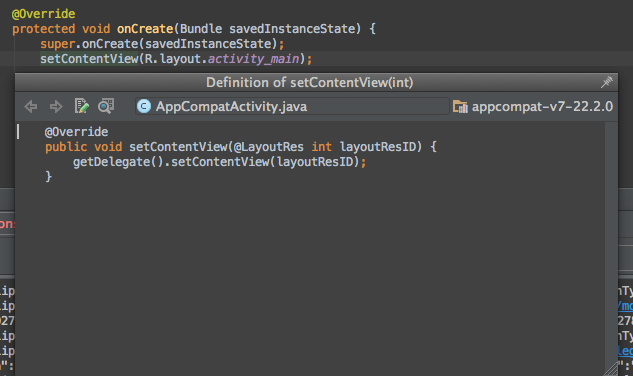 @Override
protected void onCreate(Bundle savedInstanceState) {
super.onCreate(savedInstanceState);
setContentView(R.layout.activity_main);
Definition of setContentView(int)
AppCompatActivity.java
appcompat-v7-22.2.0
@Override
public void setContentView(@LayoutRes int layoutResID) {
getDelegate().setContentView(layoutResID);
}